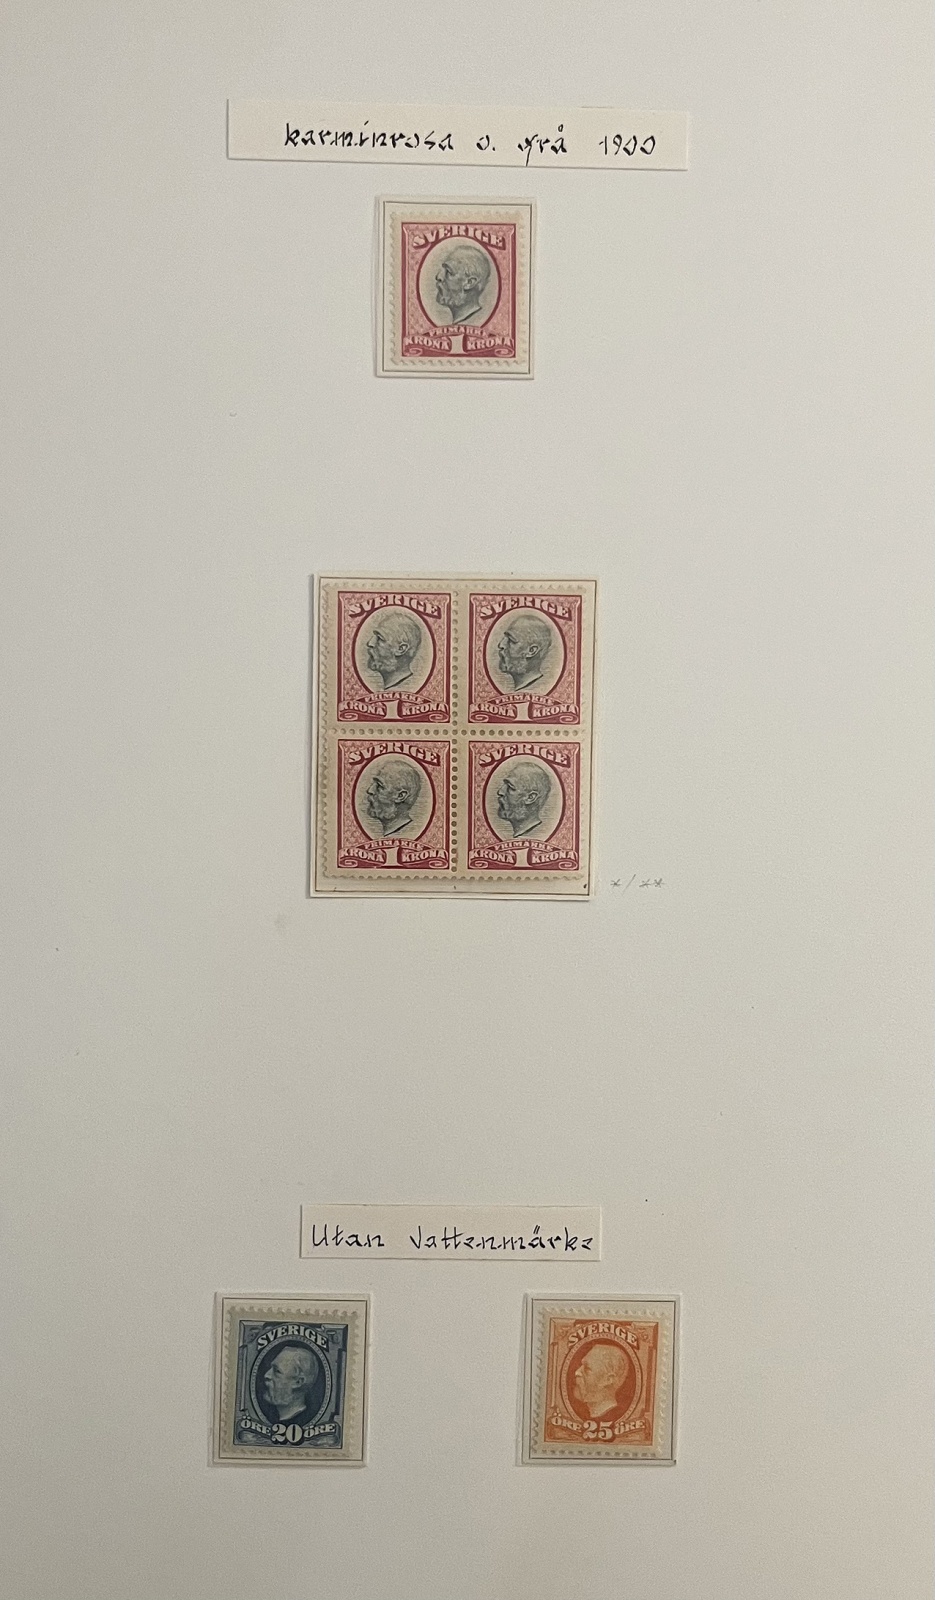 karminrosa o. grå 1900
SVERIGE
FRIMÄRKE
KRONA 1 KRONA
SVERIGE
FRIMÄRKE
KRONA 1 KRONA
SVERIGE
FRIMÄRKE
KRONA 1 KRONA
SVERIGE
FRIMÄRKE
KRONA 1 KRONA
SVERIGE
FRIMÄRKE
KRONA 1 KRONA
*/**
Utan Vattenmärke
SVERIGE
ÖRE 20 ÖRE
SVERIGE
ÖRE 25 ÖRE